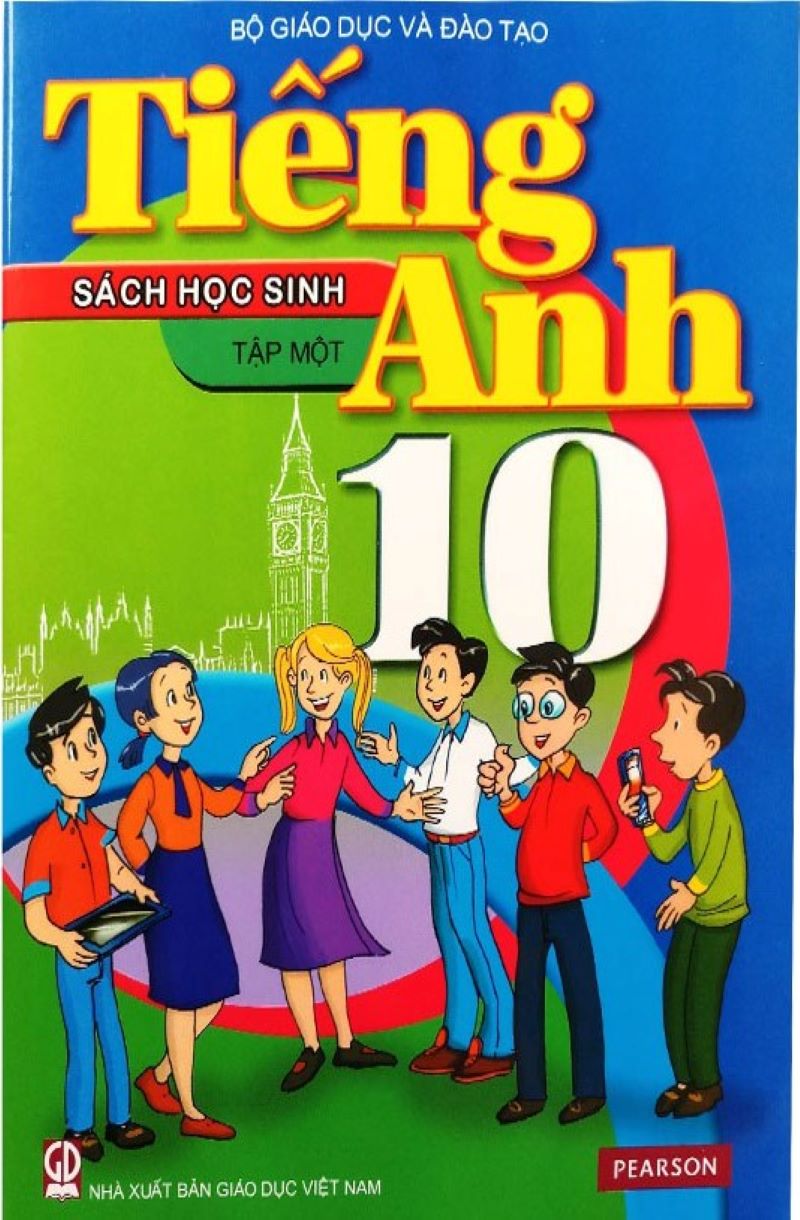 BỘ GIÁO DỤC VÀ ĐÀO TẠO
Tiếng
Anh
SÁCH HỌC SINH
TẬP MỘT
10
GD
NHÀ XUẤT BẢN GIÁO DỤC VIỆT NAM
PEARSON